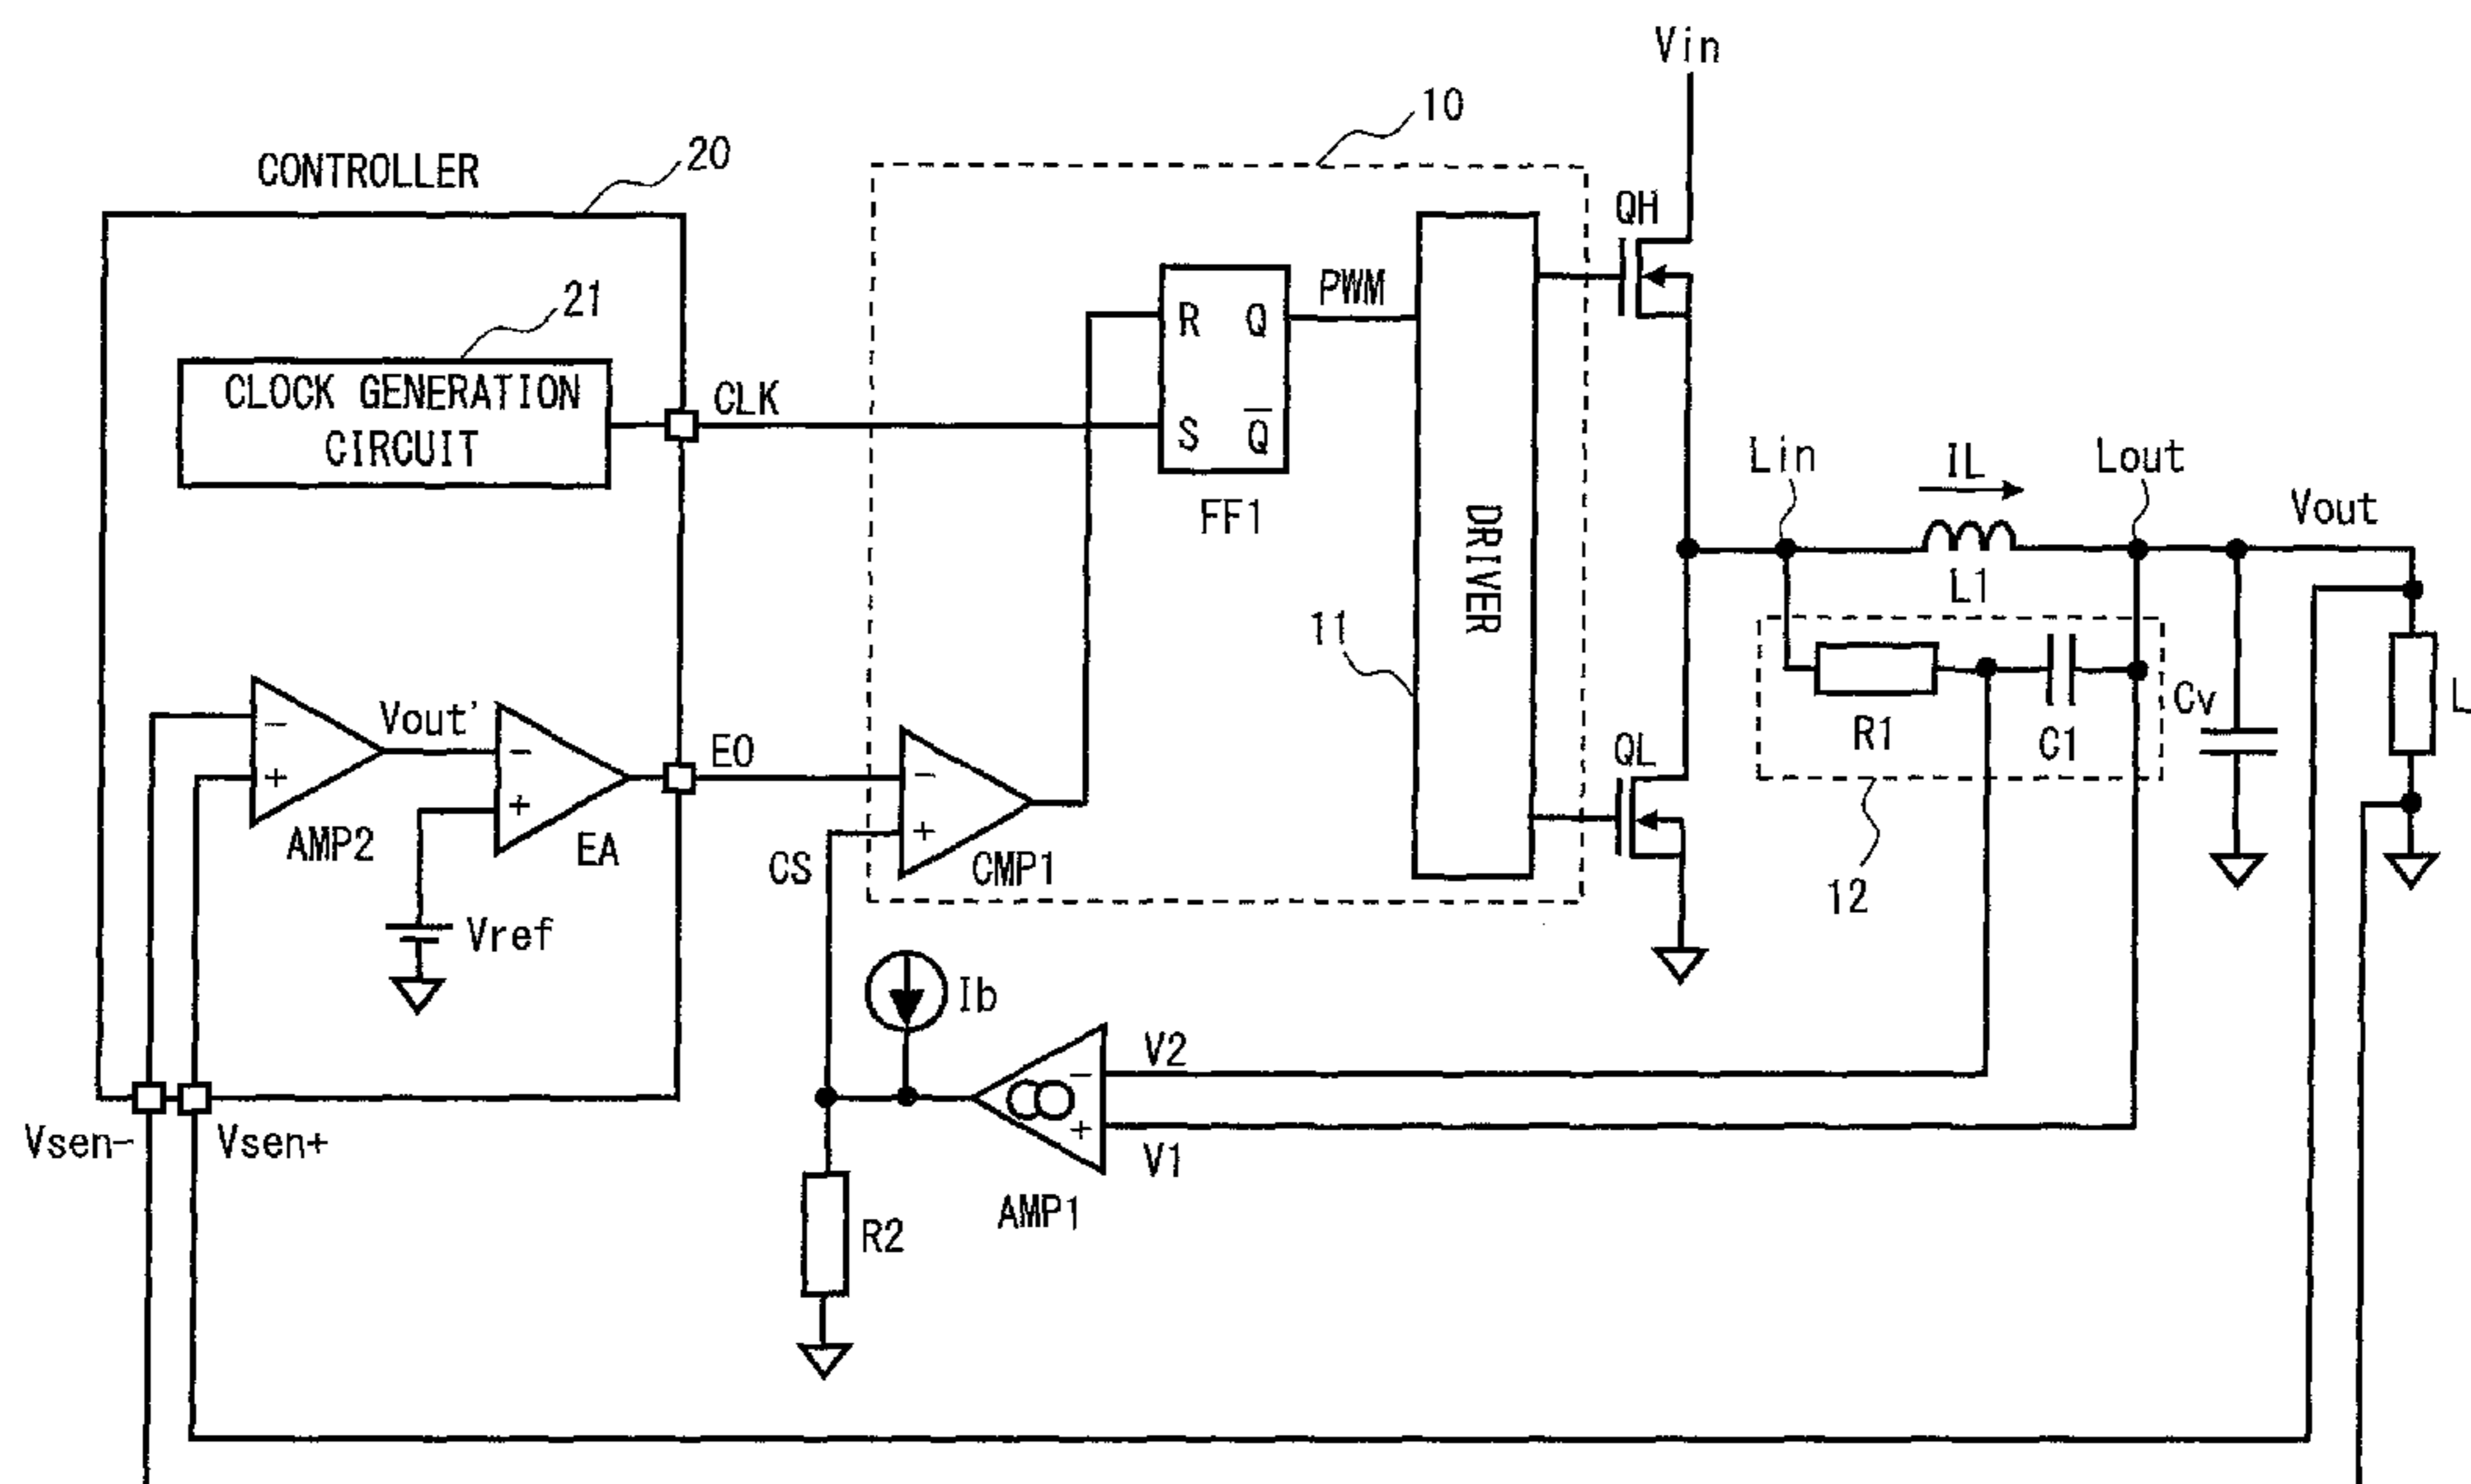 Vin
10
CONTROLLER
20
QH
21
R
Q
PWM
CLOCK GENERATION
CIRCUIT
CLK
S
Q
FF1
DRIVER
11
Lin
IL
Lout
Vout
L1
R1
C1
Cv
L
12
QL
-
+
AMP2
Vout'
-
+
EA
EO
-
+
CMP1
CS
Vref
Ib
V2
-
+
V1
AMP1
Vsen-
Vsen+
R2